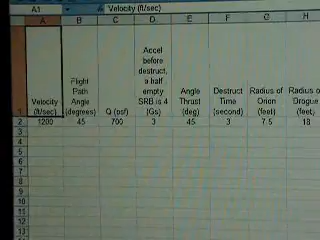 A1 fx 'Velocity (ft/sec)
A B C D E F G H
Accel
before
destruct,
a half
empty
SRB is 4
(Gs)
Flight
Path
Angle
(degrees)
Velocity
(ft/sec)
Q (psf)
Angle
Thrust
(deg)
Destruct
Time
(second)
Radius of
Orion
(feet)
Radius of
Drogue
(feet)
1
2 1200 45 700 3 45 3 7.5 18
3
4
5
6
7
8
9
10
11
12
13